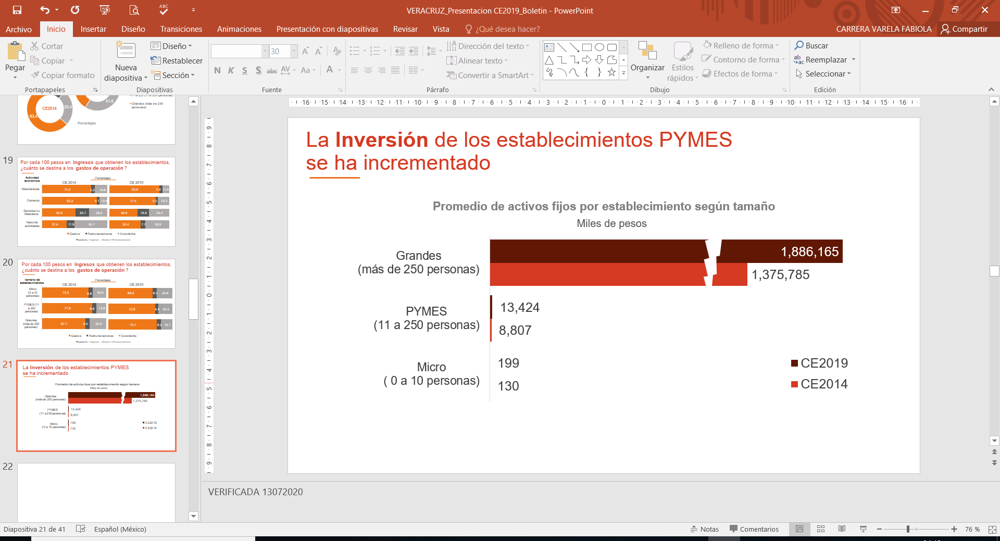 VERACRUZ_Presentacion CE2019_Boletin - PowerPoint
ABC
Archivo Inicio Insertar Diseño Transiciones Animaciones Presentación con diapositivas Revisar Vista ¿Qué desea hacer? CARRERA VARELA FABIOLA Compartir
Pegar
Cortar
Copiar
Copiar formato
Portapapeles
Nueva
diapositiva
Diseño
Restablecer
Sección
Diapositivas
30
N K S S abc AV Aa A
Fuente
Dirección del texto
Alinear texto
Convertir a SmartArt
Párrafo
Organizar
Estilos
rápidos
Relleno de forma
Contorno de forma
Efectos de forma
Dibujo
Buscar
Reemplazar
Seleccionar
Edición
CE2014
63.4
25.4
41.6
Grandes (más de 250
personas)
Porcentajes
19
Por cada 100 pesos en Ingresos que obtienen los establecimientos,
¿cuánto se destina a los gastos de operación ?
Actividad
económica
Porcentajes
CE 2014 CE 2019
Manufacturas 75.2 5.2 19.6 83.6 5.0 11.4
Comercio 83.2 4.1 12.6 77.5 3.3 19.3
Servicios no
financieros 50.8 20.7 28.5 46.9 18.8 34.4
Resto de
actividades 37.4 11.9 50.7 52.4 7.7 39.9
Gastos Remuneraciones Excedente
20
Por cada 100 pesos en Ingresos que obtienen los establecimientos,
¿cuánto se destina a los gastos de operación ?
Tamaño de
establecimientos
Porcentajes
CE 2014 CE 2019
Micro
(0 a 10
personas) 72.5 6.6 20.9 68.9 6.5 24.6
PYMES (11
a 250
personas) 77.8 6.6 15.6 72.6 4.9 22.5
Grandes
(más de 250
personas) 67.7 6.5 25.8 75.7 6.2 18.1
Gastos Remuneraciones Excedente
21
La Inversión de los establecimientos PYMES
se ha incrementado
Promedio de activos fijos por establecimiento según tamaño
Miles de pesos
Grandes
(más de 250 personas)
1,886,165
1,375,785
PYMES
(11 a 250 personas)
13,424
8,807
Micro
( 0 a 10 personas)
199
130
CE2019
CE2014
22
16 15 14 13 12 11 10 9 8 7 6 5 4 3 2 1 0 1 2 3 4 5 6 7 8 9 10 11 12 13 14 15 16
9 8 7 6 5 4 3 2 1 0 1 2 3 4 5 6 7 8 9
La Inversión de los establecimientos PYMES
se ha incrementado
Promedio de activos fijos por establecimiento según tamaño
Miles de pesos
Grandes
(más de 250 personas)
1,886,165
1,375,785
PYMES
(11 a 250 personas)
13,424
8,807
Micro
( 0 a 10 personas)
199
130
CE2019
CE2014
VERIFICADA 13072020
Diapositiva 21 de 41 Español (México) Notas Comentarios 76 %